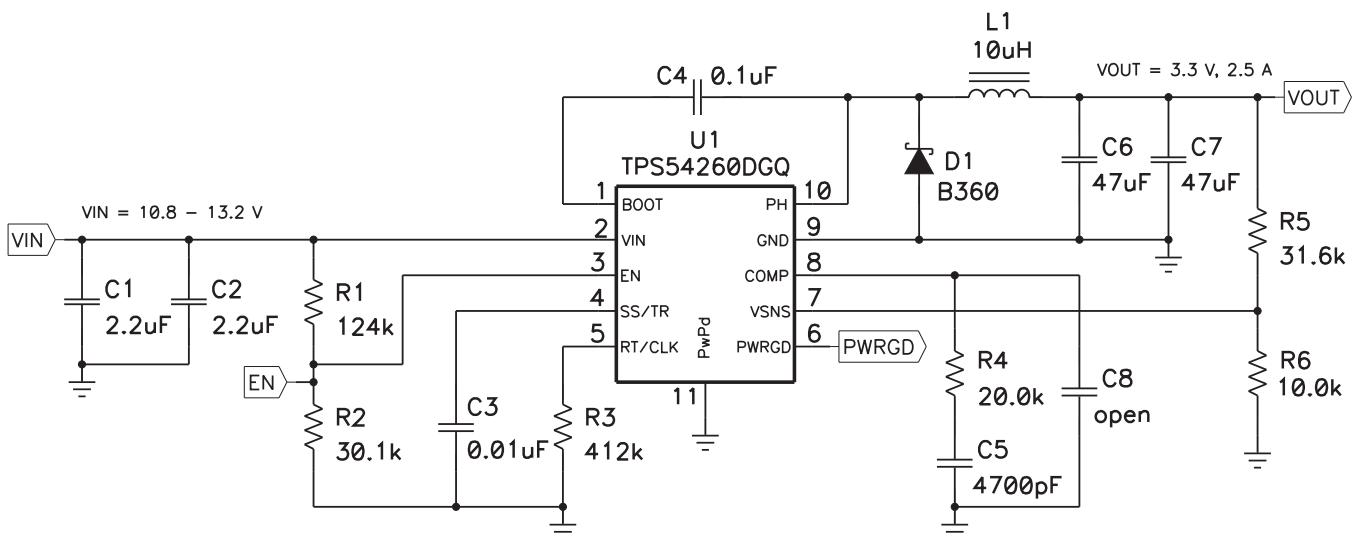 L1
10uH
C4 0.1uF
VOUT = 3.3 V, 2.5 A
VOUT
U1
TPS54260DGQ
C6
47uF
C7
47uF
D1
B360
1
BOOT
PH
10
VIN = 10.8 – 13.2 V
VIN
2
VIN
GND
9
3
EN
COMP
8
4
SS/TR
VSNS
7
5
RT/CLK
PWRGD
6
PWRGD
PwPd
11
C1
2.2uF
C2
2.2uF
R1
124k
EN
R2
30.1k
C3
0.01uF
R3
412k
R4
20.0k
C8
open
C5
4700pF
R5
31.6k
R6
10.0k